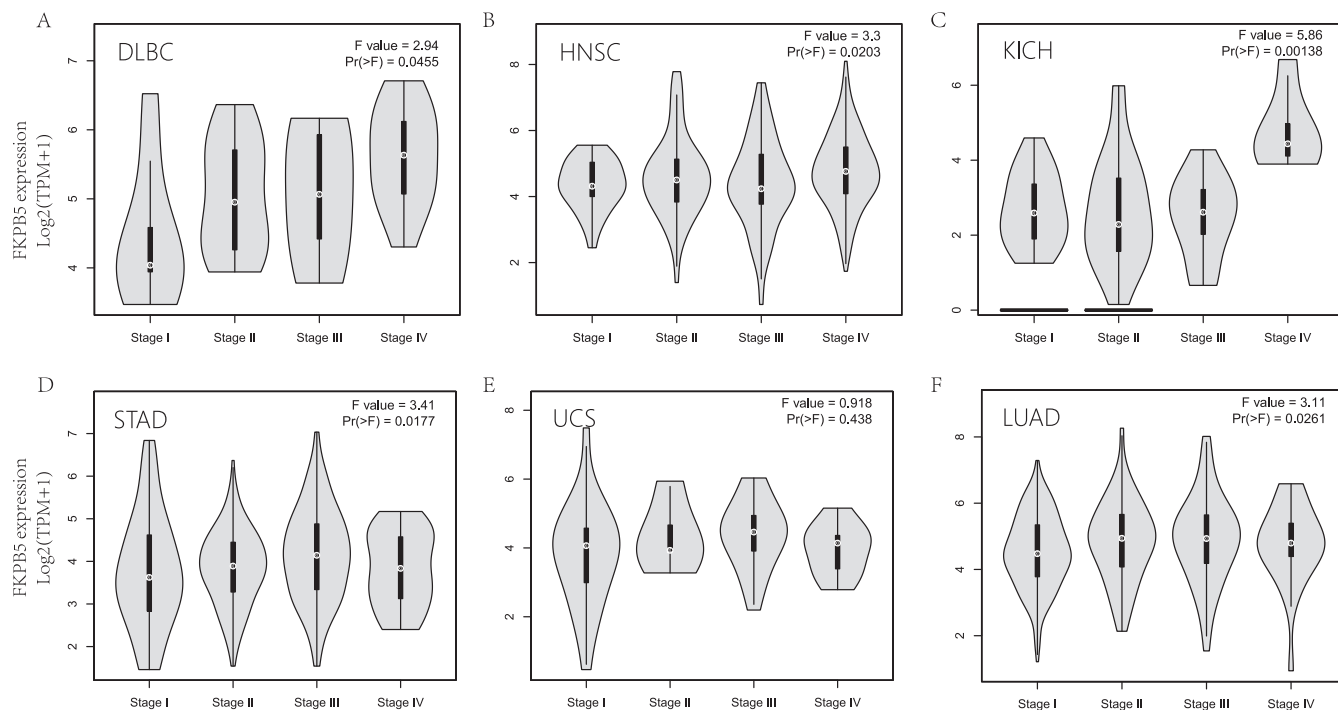 A
DLBC
F value = 2.94
Pr(>F) = 0.0455
FKPB5 expression
Log2(TPM+1)
7
6
5
4
Stage I
Stage II
Stage III
Stage IV
B
HNSC
F value = 3.3
Pr(>F) = 0.0203
8
6
4
2
Stage I
Stage II
Stage III
Stage IV
C
KICH
F value = 5.86
Pr(>F) = 0.00138
6
4
2
0
Stage I
Stage II
Stage III
Stage IV
D
STAD
F value = 3.41
Pr(>F) = 0.0177
FKPB5 expression
Log2(TPM+1)
7
6
5
4
3
2
Stage I
Stage II
Stage III
Stage IV
E
UCS
F value = 0.918
Pr(>F) = 0.438
8
6
4
2
Stage I
Stage II
Stage III
Stage IV
F
LUAD
F value = 3.11
Pr(>F) = 0.0261
8
6
4
2
Stage I
Stage II
Stage III
Stage IV